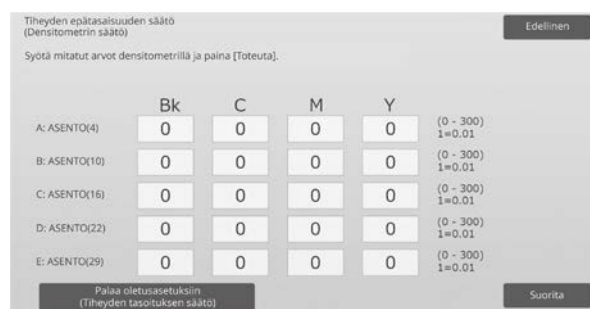 Tiheyden epätasaisuuden säätö
(Densitometrin säätö)
Edellinen
Syötä mitatut arvot densitometrillä ja paina [Toteuta].
Bk C M Y
A: ASENTO(4) 0 0 0 0 (0 - 300)
1=0.01
B: ASENTO(10) 0 0 0 0 (0 - 300)
1=0.01
C: ASENTO(16) 0 0 0 0 (0 - 300)
1=0.01
D: ASENTO(22) 0 0 0 0 (0 - 300)
1=0.01
E: ASENTO(29) 0 0 0 0 (0 - 300)
1=0.01
Palaa oletusasetuksiin
(Tiheyden tasoituksen säätö)
Suorita